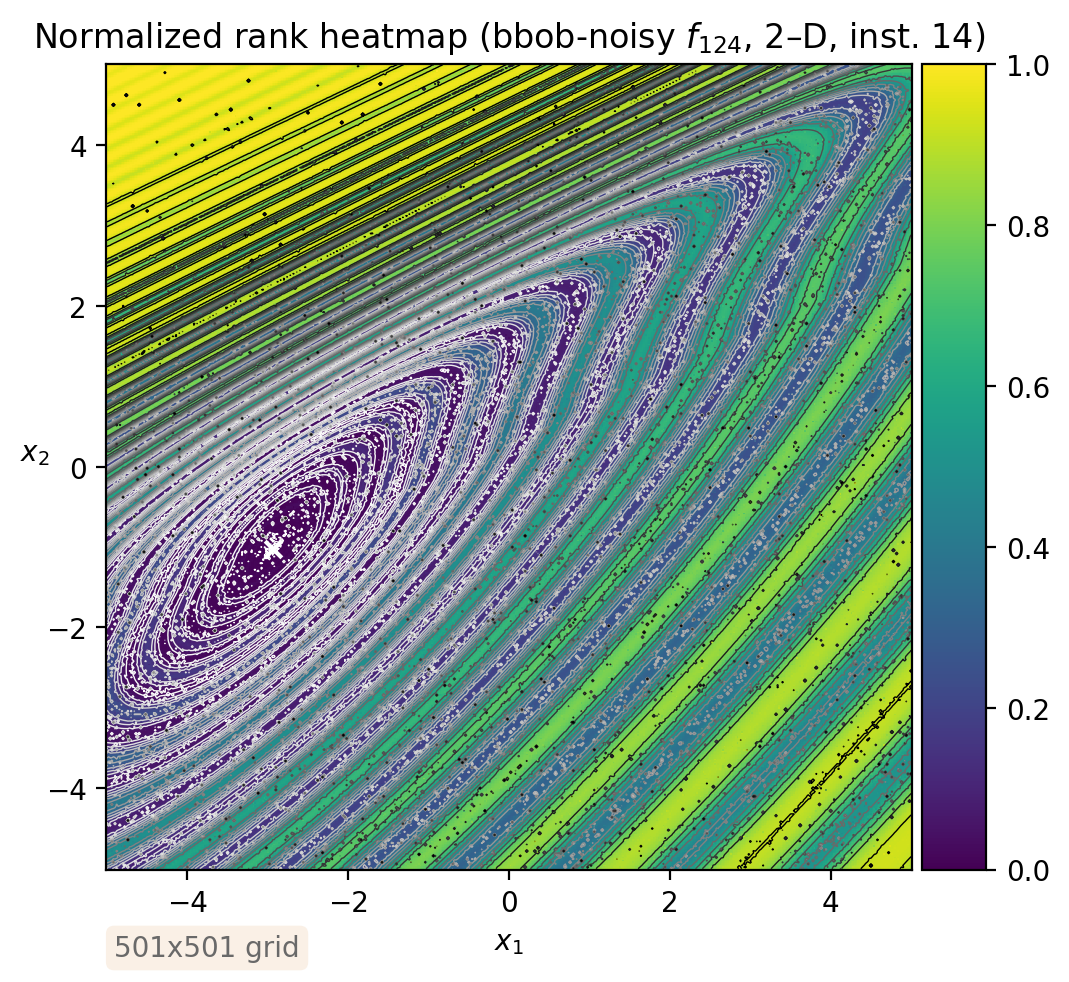 Normalized rank heatmap (bbob-noisy f₁₂₄, 2–D, inst. 14)
1.0
0.8
0.6
0.4
0.2
0.0
4
2
0
−2
−4
x₂
−4 −2 0 2 4
x₁
501x501 grid